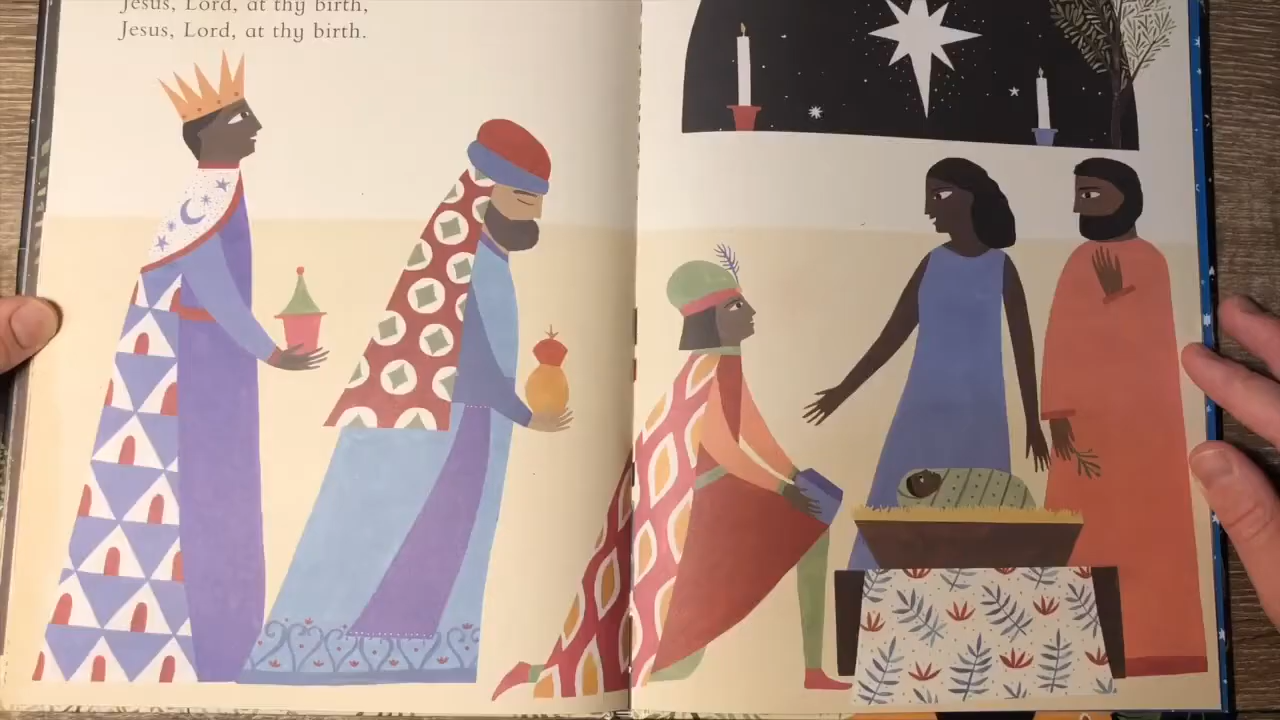 Jesus, Lord, at thy birth,
Jesus, Lord, at thy birth.